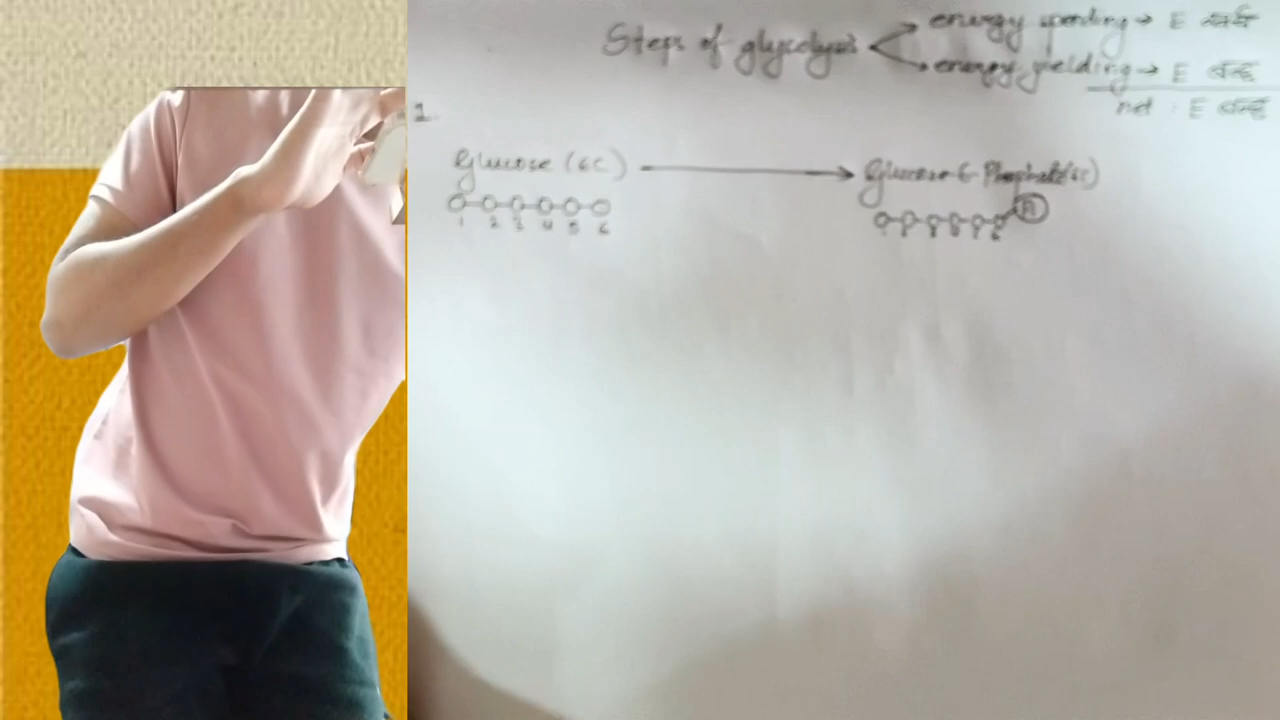 Steps of glycolysis
energy spending → E খরচ
energy yielding → E তৈরি
net : E তৈরি
1.
Glucose (6C) → Glucose-6-Phosphate(6C)
1 2 3 4 5 6